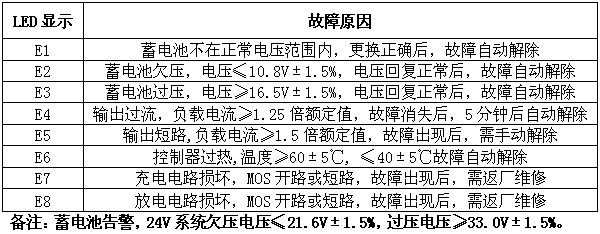 LED 显示 故障原因
E1 蓄电池不在正常电压范围内，更换正确后，故障自动解除
E2 蓄电池欠压，电压≤10.8V±1.5%，电压回复正常后，故障自动解除
E3 蓄电池过压，电压≥16.5V±1.5%，电压回复正常后，故障自动解除
E4 输出过流，负载电流≥1.25 倍额定值，故障消失后，5 分钟后自动解除
E5 输出短路,负载电流≥1.5 倍额定值，故障出现后，需手动解除
E6 控制器过热,温度≥60±5℃, ≤40±5℃故障自动解除
E7 充电电路损坏，MOS 开路或短路，故障出现后，需返厂维修
E8 放电电路损坏，MOS 开路或短路，故障出现后，需返厂维修
备注：蓄电池告警，24V 系统欠压电压≤21.6V±1.5%，过压电压≥33.0V±1.5%。